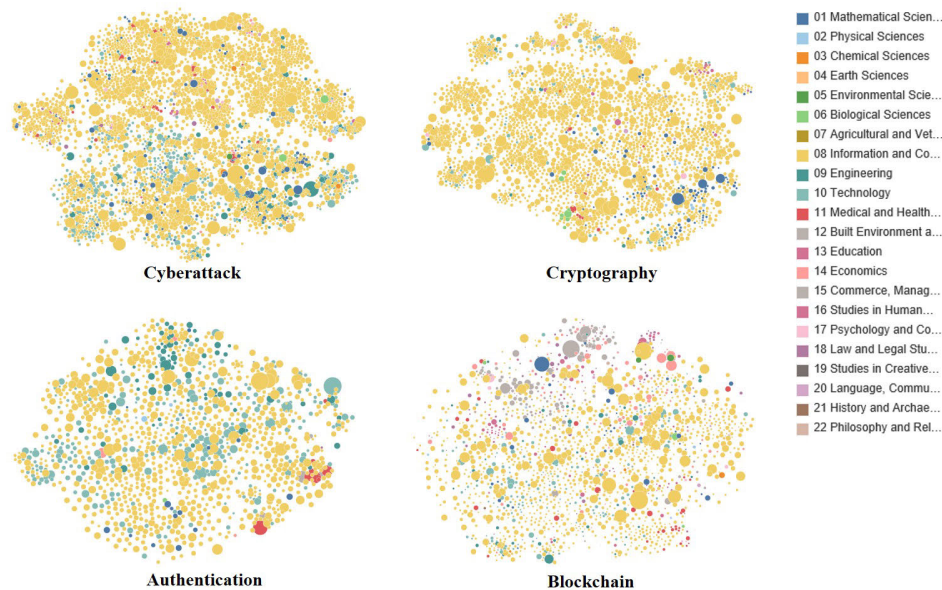 01 Mathematical Scien...
02 Physical Sciences
03 Chemical Sciences
04 Earth Sciences
05 Environmental Scie...
06 Biological Sciences
07 Agricultural and Vet...
08 Information and Co...
09 Engineering
10 Technology
11 Medical and Health...
12 Built Environment a...
13 Education
14 Economics
15 Commerce, Manag...
16 Studies in Human...
17 Psychology and Co...
18 Law and Legal Stu...
19 Studies in Creative...
20 Language, Commu...
21 History and Archae...
22 Philosophy and Rel...
Cyberattack
Cryptography
Authentication
Blockchain